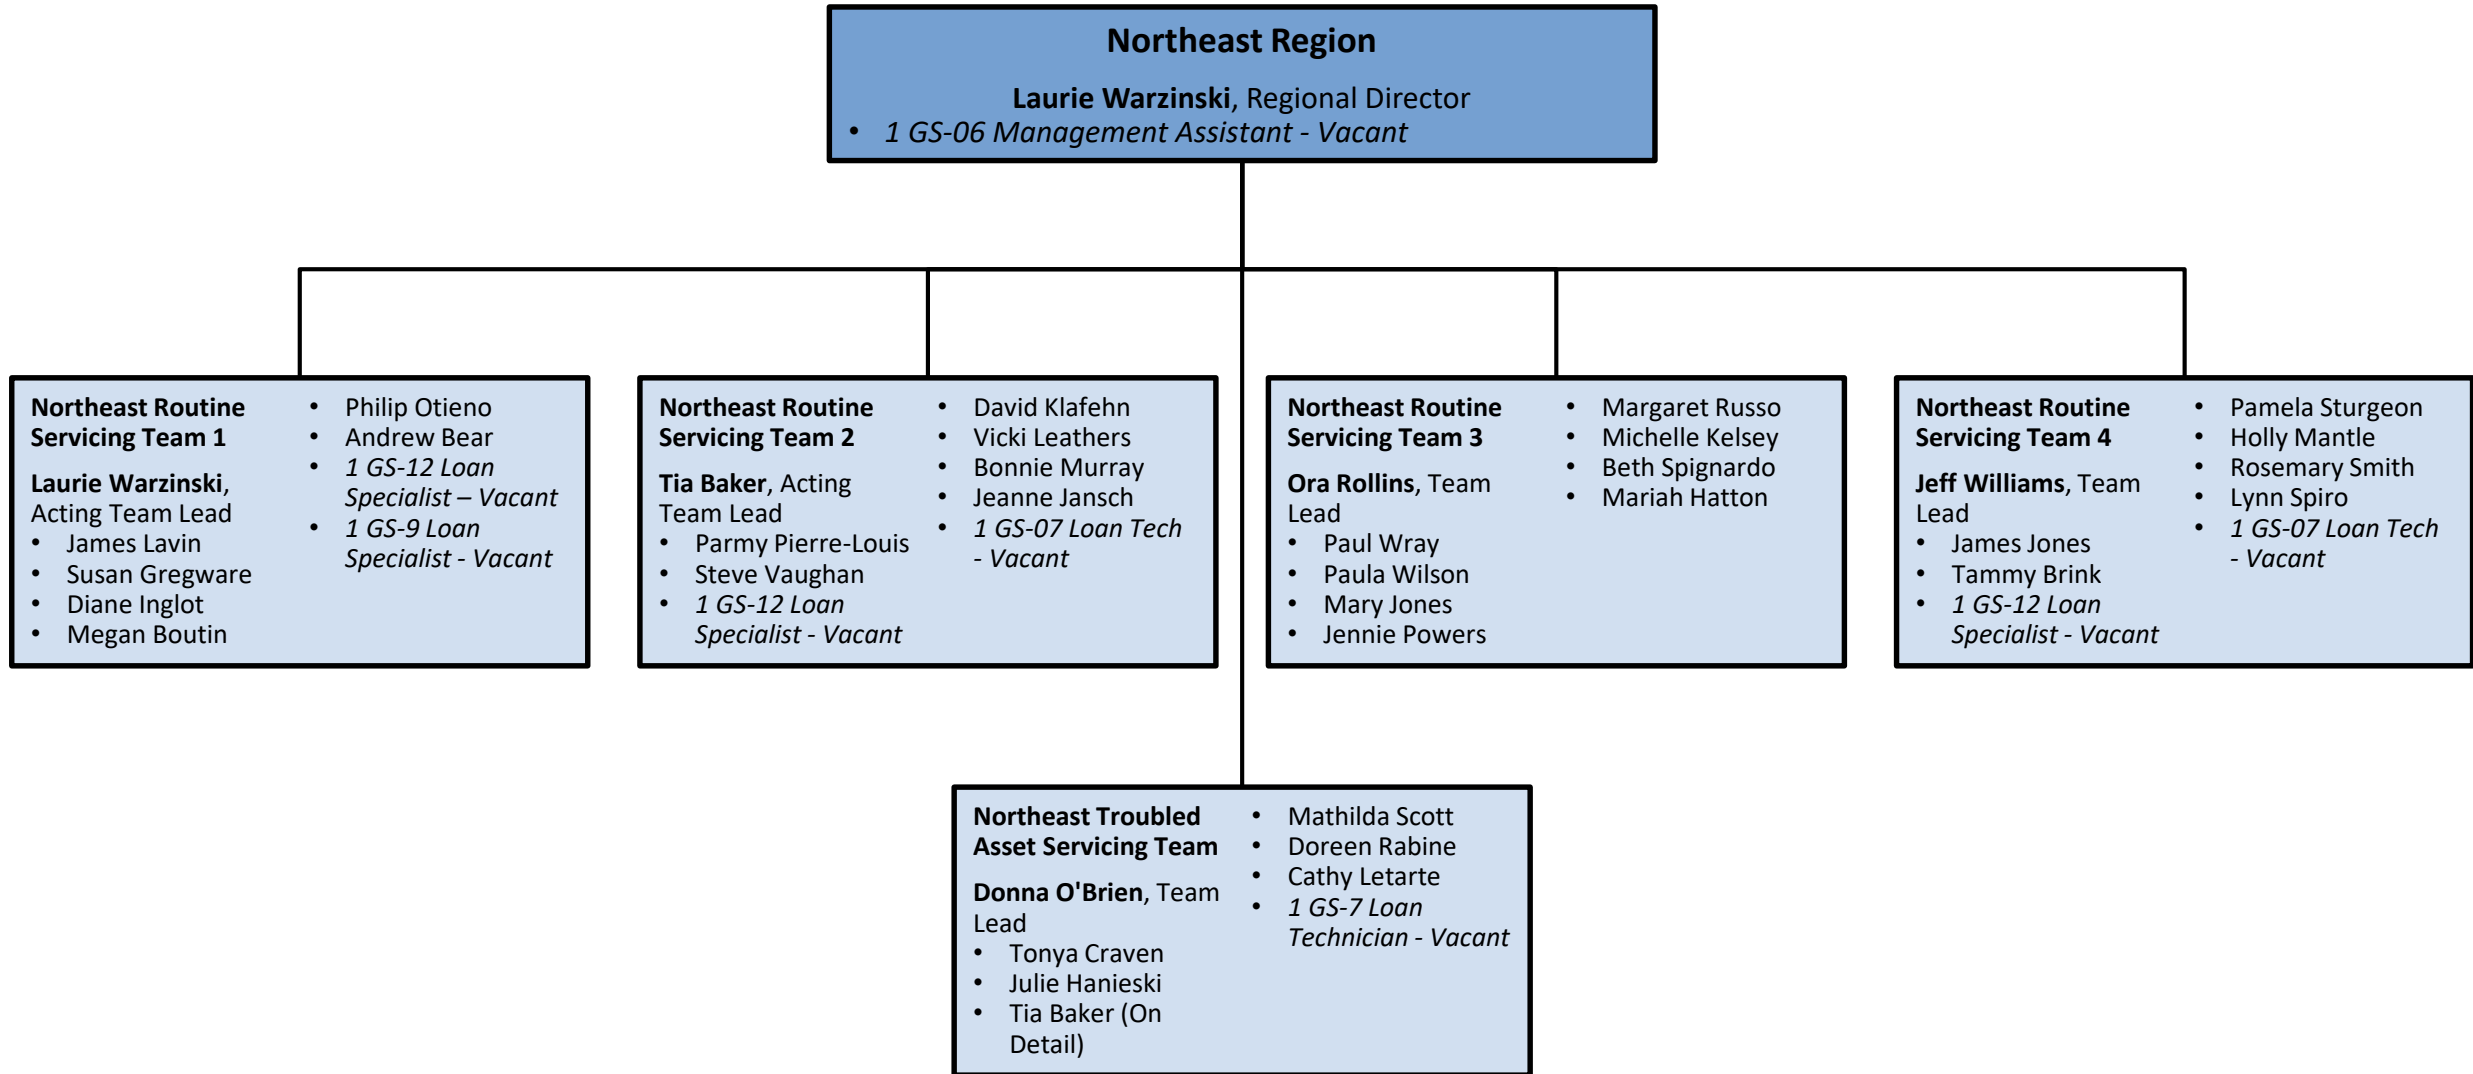 Northeast Region
Laurie Warzinski, Regional Director
• 1 GS-06 Management Assistant - Vacant
Northeast Routine
Servicing Team 1
Laurie Warzinski,
Acting Team Lead
• James Lavin
• Susan Gregware
• Diane Inglot
• Megan Boutin
• Philip Otieno
• Andrew Bear
• 1 GS-12 Loan
Specialist – Vacant
• 1 GS-9 Loan
Specialist - Vacant
Northeast Routine
Servicing Team 2
Tia Baker, Acting
Team Lead
• Parmy Pierre-Louis
• Steve Vaughan
• 1 GS-12 Loan
Specialist - Vacant
• David Klafehn
• Vicki Leathers
• Bonnie Murray
• Jeanne Jansch
• 1 GS-07 Loan Tech
- Vacant
Northeast Routine
Servicing Team 3
Ora Rollins, Team
Lead
• Paul Wray
• Paula Wilson
• Mary Jones
• Jennie Powers
• Margaret Russo
• Michelle Kelsey
• Beth Spignardo
• Mariah Hatton
Northeast Routine
Servicing Team 4
Jeff Williams, Team
Lead
• James Jones
• Tammy Brink
• 1 GS-12 Loan
Specialist - Vacant
• Pamela Sturgeon
• Holly Mantle
• Rosemary Smith
• Lynn Spiro
• 1 GS-07 Loan Tech
- Vacant
Northeast Troubled
Asset Servicing Team
Donna O'Brien, Team
Lead
• Tonya Craven
• Julie Hanieski
• Tia Baker (On
Detail)
• Mathilda Scott
• Doreen Rabine
• Cathy Letarte
• 1 GS-7 Loan
Technician - Vacant